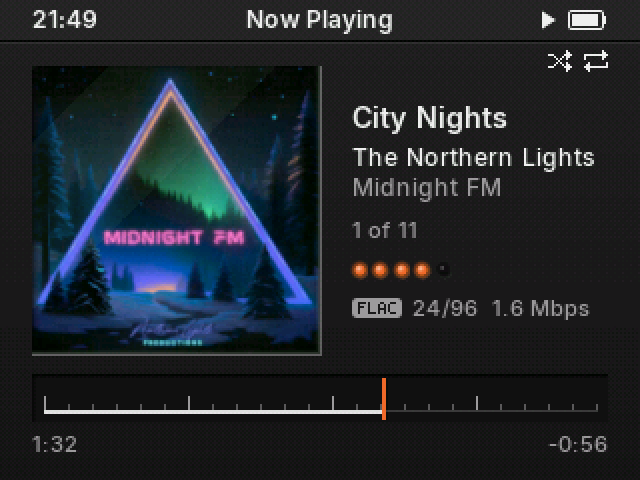 21:49
Now Playing
City Nights
The Northern Lights
Midnight FM
1 of 11
FLAC 24/96 1.6 Mbps
MIDNIGHT FM
PRODUCTIONS
1:32
-0:56